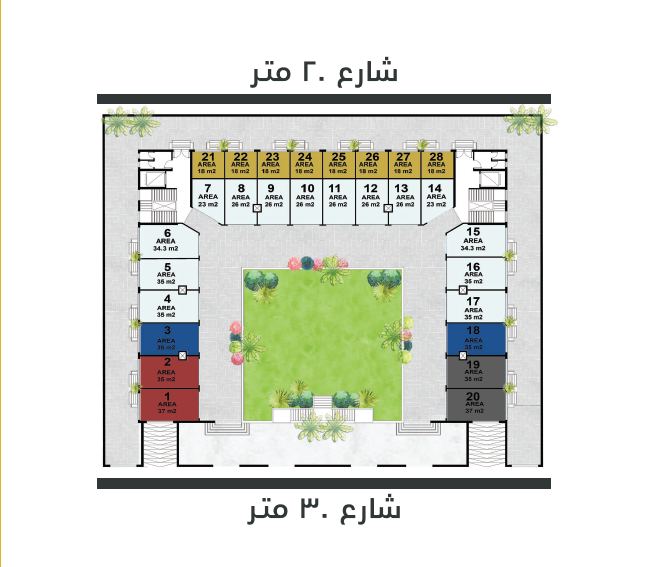 شارع ٢٠ متر
21 22 23 24 25 26 27 28
AREA AREA AREA AREA AREA AREA AREA AREA
18 m2 18 m2 18 m2 18 m2 18 m2 18 m2 18 m2 18 m2
7 8 9 10 11 12 13 14
AREA AREA AREA AREA AREA AREA AREA AREA
23 m2 26 m2 26 m2 26 m2 26 m2 26 m2 26 m2 23 m2
6 15
AREA AREA
34.3 m2 34.3 m2
5 16
AREA AREA
35 m2 35 m2
4 17
AREA AREA
35 m2 35 m2
3 18
AREA AREA
35 m2 35 m2
2 19
AREA AREA
35 m2 35 m2
1 20
AREA AREA
37 m2 37 m2
شارع ٣٠ متر